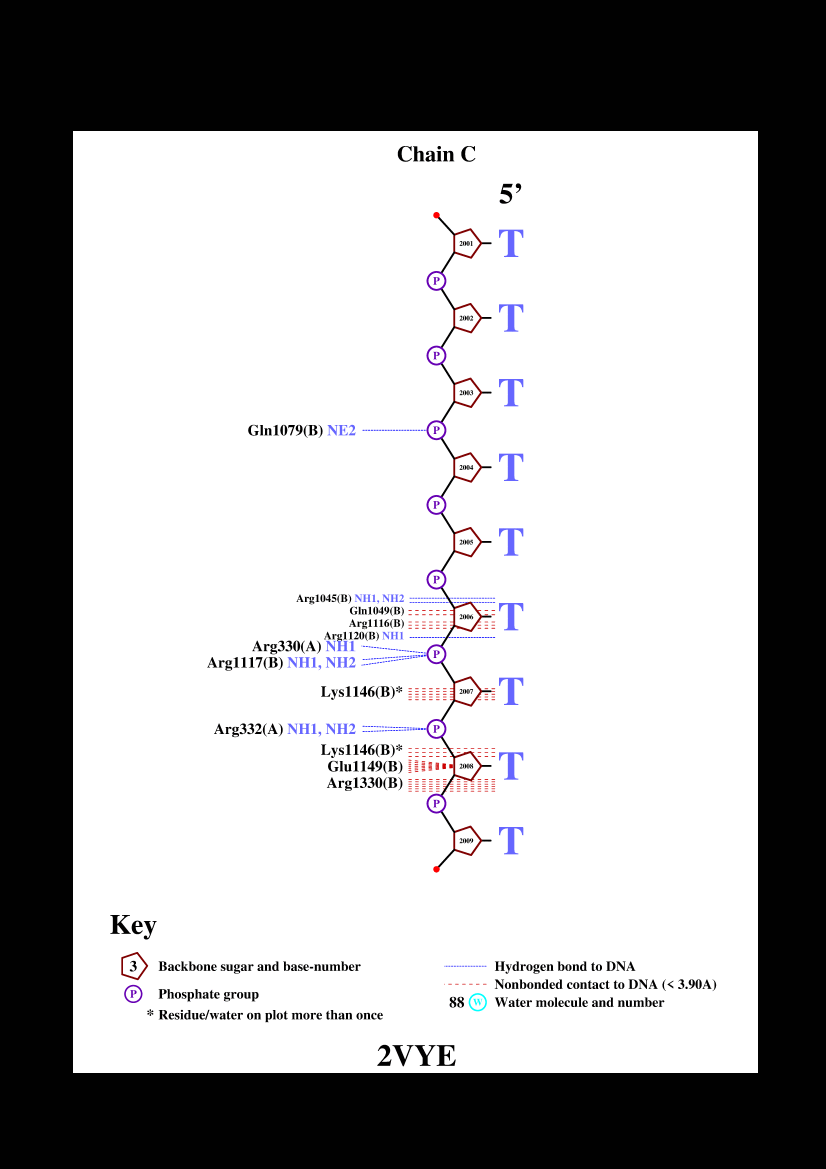 Chain C
5’
2001 T
P
2002 T
P
2003 T
Gln1079(B) NE2 P
2004 T
P
2005 T
P
Arg1045(B) NH1, NH2
Gln1049(B)
2006 T
Arg1116(B)
Arg1120(B) NH1
Arg330(A) NH1
P
Arg1117(B) NH1, NH2
Lys1146(B)* 2007 T
Arg332(A) NH1, NH2 P
Lys1146(B)*
Glu1149(B) 2008 T
Arg1330(B)
P
2009 T
Key
3 Backbone sugar and base-number
P Phosphate group
* Residue/water on plot more than once
Hydrogen bond to DNA
Nonbonded contact to DNA (< 3.90A)
88 W Water molecule and number
2VYE